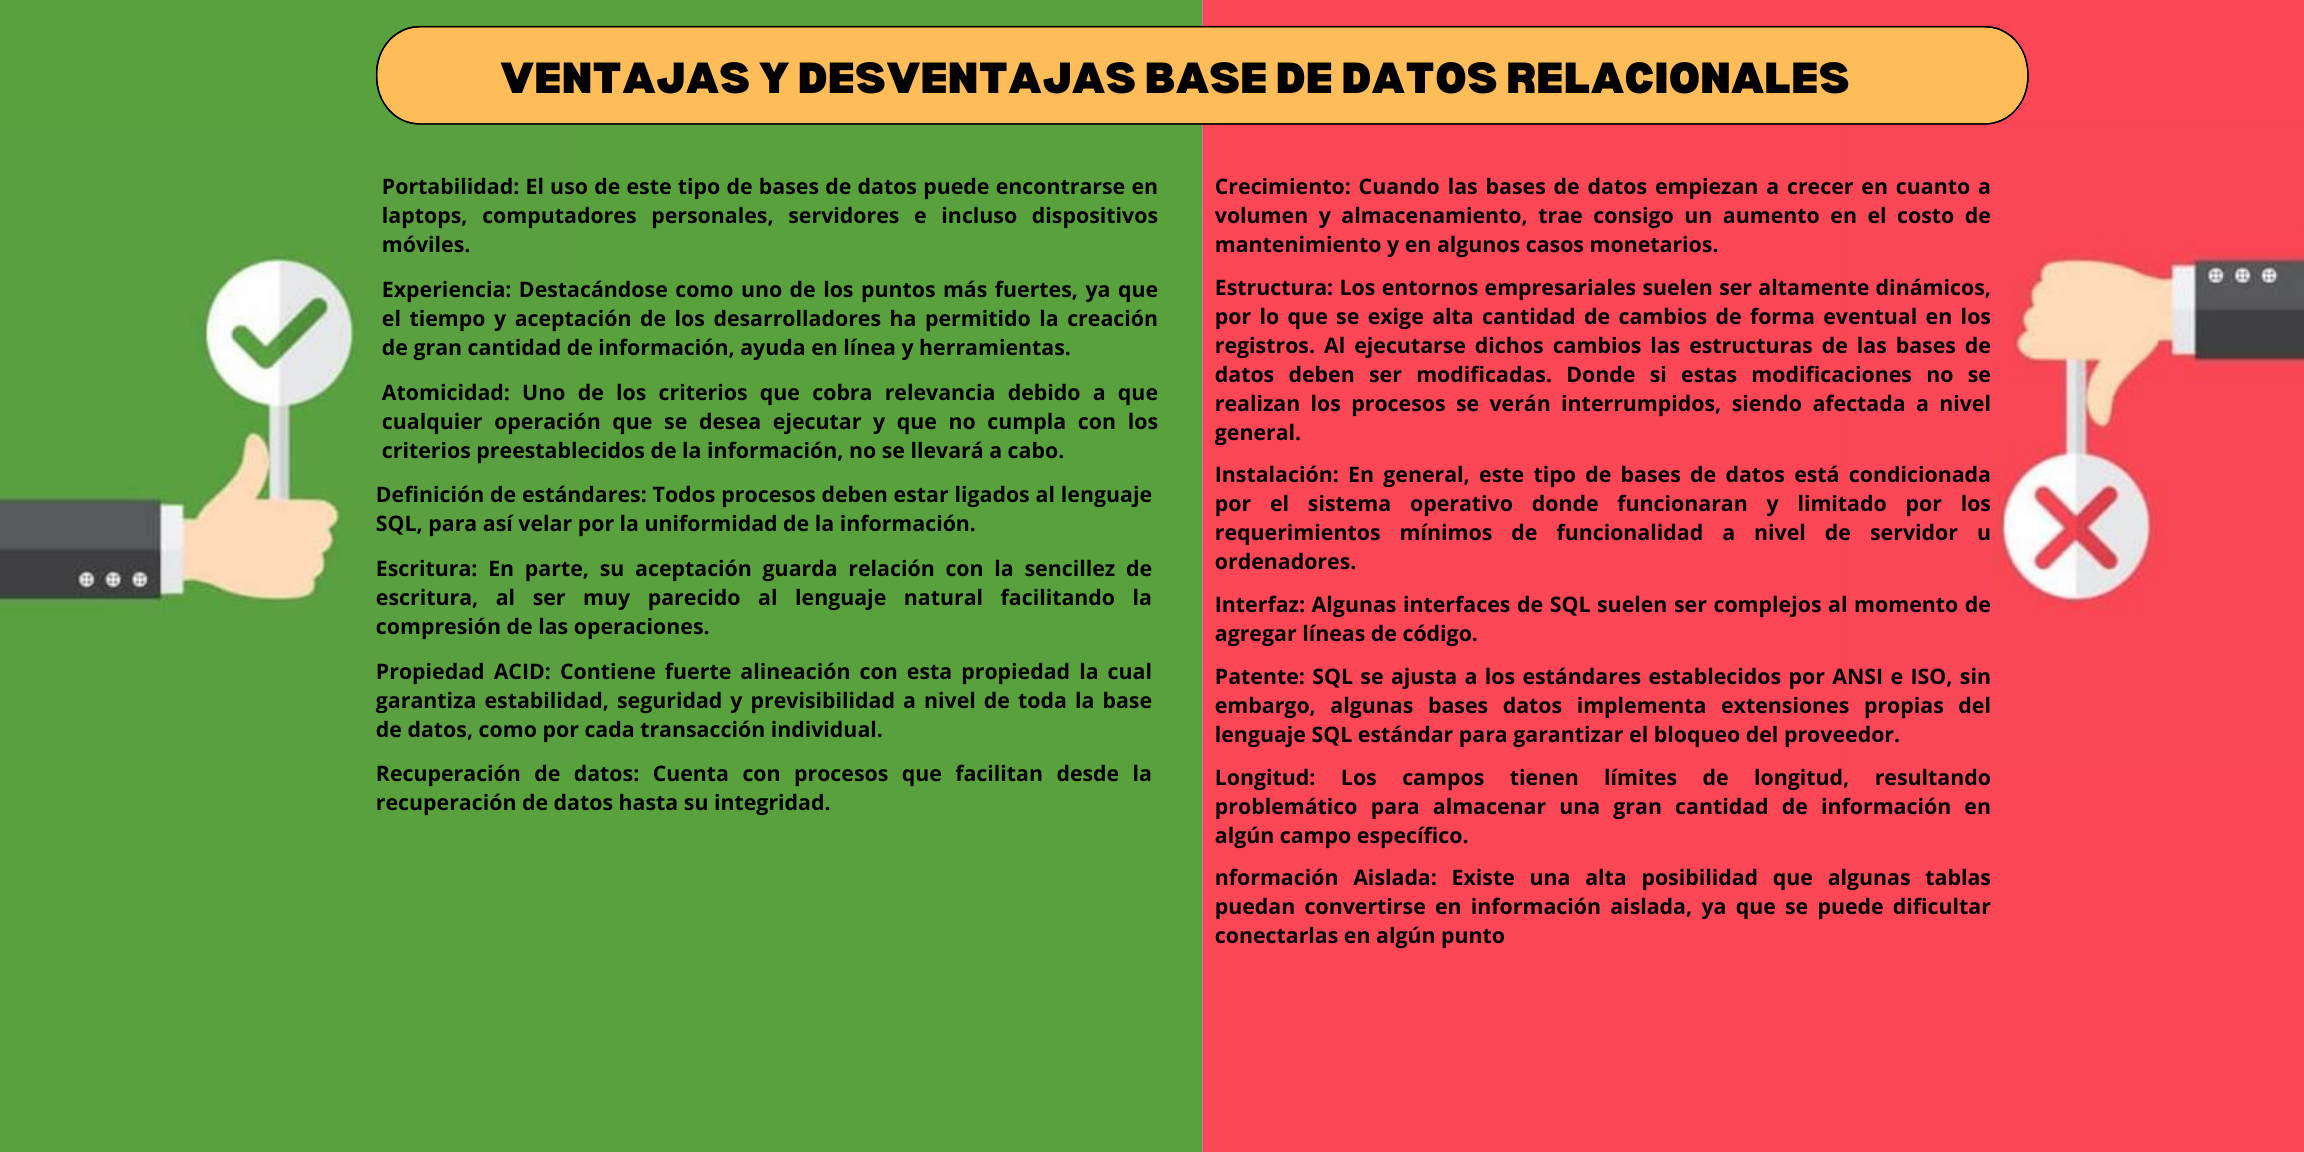 VENTAJAS Y DESVENTAJAS BASE DE DATOS RELACIONALES
Portabilidad: El uso de este tipo de bases de datos puede encontrarse en
laptops, computadores personales, servidores e incluso dispositivos
móviles.
Experiencia: Destacándose como uno de los puntos más fuertes, ya que
el tiempo y aceptación de los desarrolladores ha permitido la creación
de gran cantidad de información, ayuda en línea y herramientas.
Atomicidad: Uno de los criterios que cobra relevancia debido a que
cualquier operación que se desea ejecutar y que no cumpla con los
criterios preestablecidos de la información, no se llevará a cabo.
Definición de estándares: Todos procesos deben estar ligados al lenguaje
SQL, para así velar por la uniformidad de la información.
Escritura: En parte, su aceptación guarda relación con la sencillez de
escritura, al ser muy parecido al lenguaje natural facilitando la
compresión de las operaciones.
Propiedad ACID: Contiene fuerte alineación con esta propiedad la cual
garantiza estabilidad, seguridad y previsibilidad a nivel de toda la base
de datos, como por cada transacción individual.
Recuperación de datos: Cuenta con procesos que facilitan desde la
recuperación de datos hasta su integridad.
Crecimiento: Cuando las bases de datos empiezan a crecer en cuanto a
volumen y almacenamiento, trae consigo un aumento en el costo de
mantenimiento y en algunos casos monetarios.
Estructura: Los entornos empresariales suelen ser altamente dinámicos,
por lo que se exige alta cantidad de cambios de forma eventual en los
registros. Al ejecutarse dichos cambios las estructuras de las bases de
datos deben ser modificadas. Donde si estas modificaciones no se
realizan los procesos se verán interrumpidos, siendo afectada a nivel
general.
Instalación: En general, este tipo de bases de datos está condicionada
por el sistema operativo donde funcionaran y limitado por los
requerimientos mínimos de funcionalidad a nivel de servidor u
ordenadores.
Interfaz: Algunas interfaces de SQL suelen ser complejos al momento de
agregar líneas de código.
Patente: SQL se ajusta a los estándares establecidos por ANSI e ISO, sin
embargo, algunas bases datos implementa extensiones propias del
lenguaje SQL estándar para garantizar el bloqueo del proveedor.
Longitud: Los campos tienen límites de longitud, resultando
problemático para almacenar una gran cantidad de información en
algún campo específico.
nformación Aislada: Existe una alta posibilidad que algunas tablas
puedan convertirse en información aislada, ya que se puede dificultar
conectarlas en algún punto